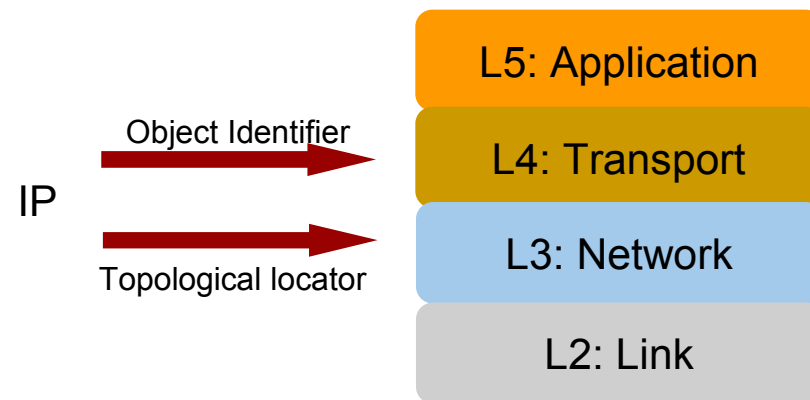 L5: Application
Object Identifier
L4: Transport
IP
L3: Network
Topological locator
L2: Link